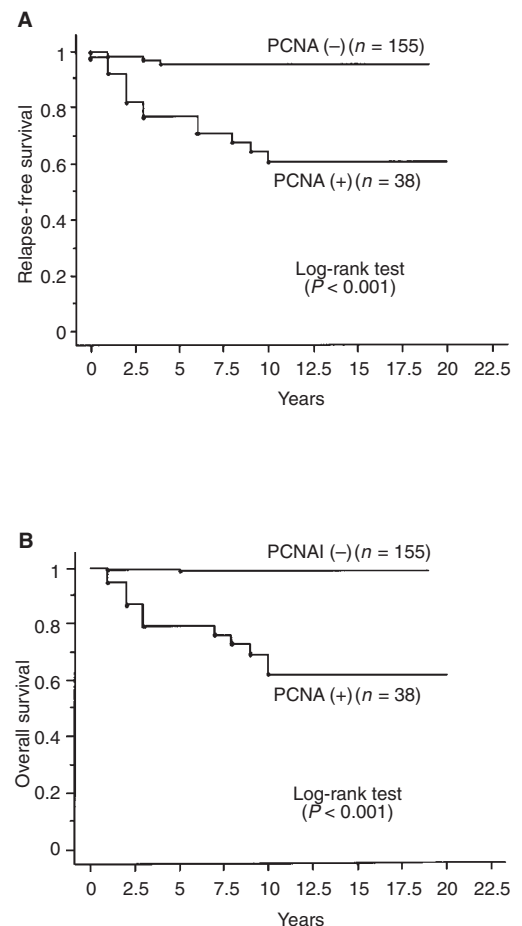 A
PCNA (–) (n = 155)
1
0.8
0.6
0.4
0.2
0
Relapse-free survival
PCNA (+) (n = 38)
Log-rank test
(P < 0.001)
0 2.5 5 7.5 10 12.5 15 17.5 20 22.5
Years
B
PCNAI (–) (n = 155)
1
0.8
0.6
0.4
0.2
0
Overall survival
PCNA (+) (n = 38)
Log-rank test
(P < 0.001)
0 2.5 5 7.5 10 12.5 15 17.5 20 22.5
Years